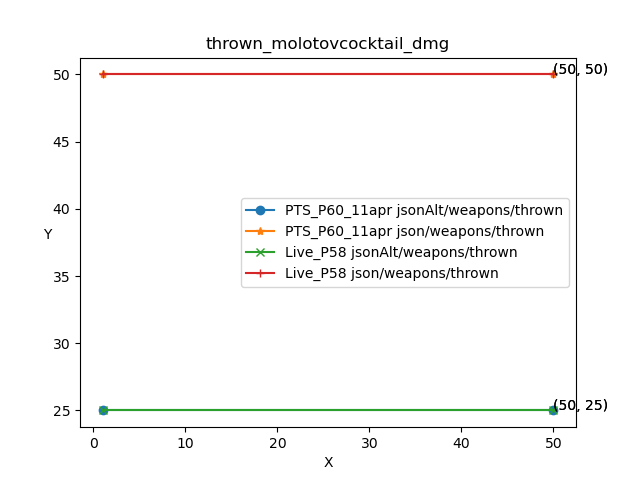 thrown_molotovcocktail_dmg
50
45
40
35
30
25
Y
(50, 50)
PTS_P60_11apr jsonAlt/weapons/thrown
PTS_P60_11apr json/weapons/thrown
Live_P58 jsonAlt/weapons/thrown
Live_P58 json/weapons/thrown
(50, 25)
0 10 20 30 40 50
X